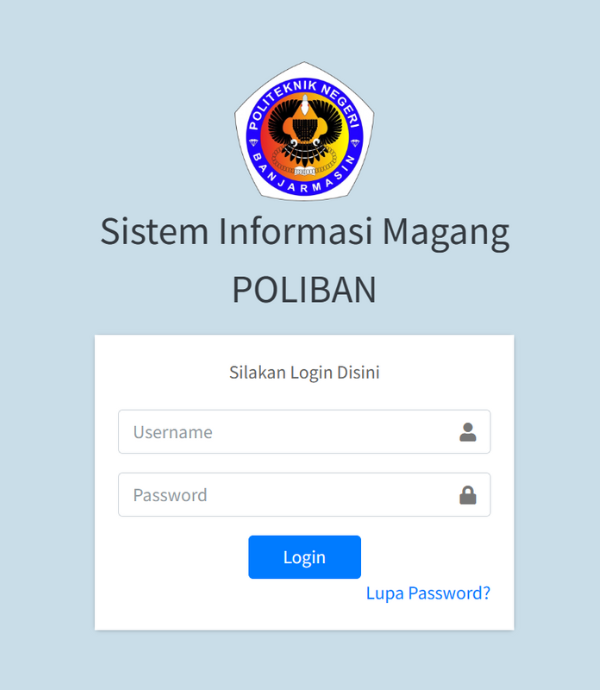 POLITEKNIK NEGERI
BANJARMASIN
Sistem Informasi Magang
POLIBAN
Silakan Login Disini
Username
Password
Login
Lupa Password?